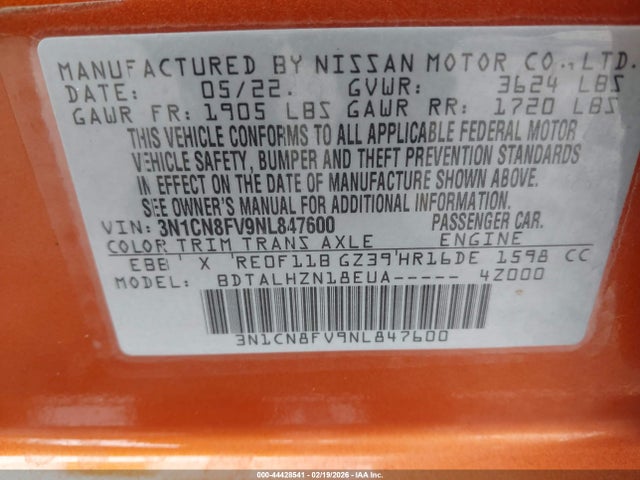 MANUFACTURED BY NISSAN MOTOR CO., LTD.
DATE: 05/22. GVWR: 3624 LBS
GAWR FR: 1905 LBS GAWR RR: 1720 LBS
THIS VEHICLE CONFORMS TO ALL APPLICABLE FEDERAL MOTOR
VEHICLE SAFETY, BUMPER AND THEFT PREVENTION STANDARDS
IN EFFECT ON THE DATE OF MANUFACTURE SHOWN ABOVE.
SEE OWNER'S MANUAL FOR ADDITIONAL INFORMATION.
VIN: 3N1CN8FV9NL847600 PASSENGER CAR.
COLOR TRIM TRANS AXLE ENGINE
EBB X RE0F11B GZ39 HR16DE 1598 CC
MODEL: BDTALHZN18EUA----- 4Z000
3N1CN8FV9NL847600
000-44428541 - 02/19/2026 - COPYRIGHT IAA, LLC.